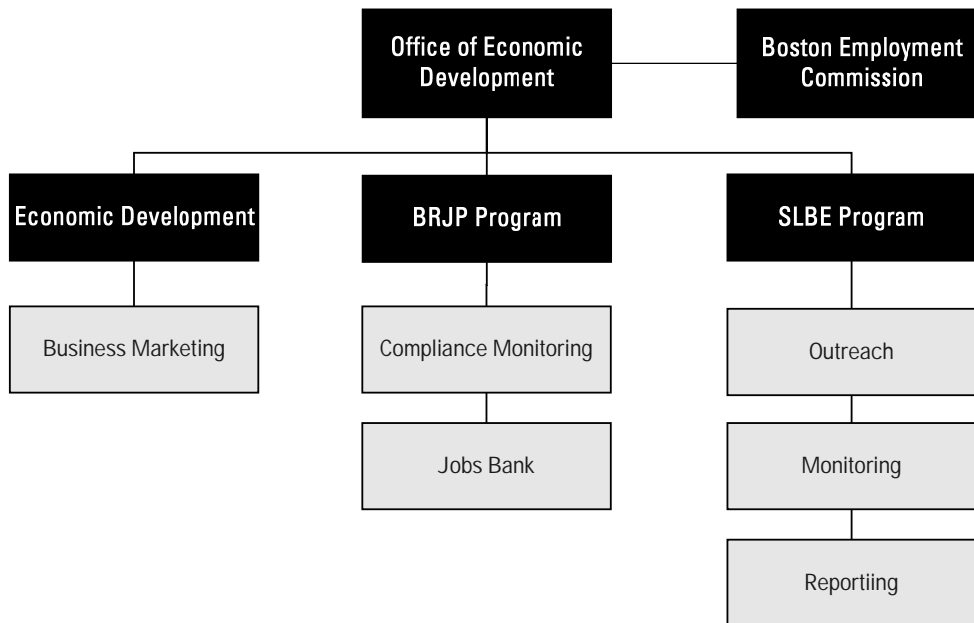 Office of Economic
Development
Boston Employment
Commission
Economic Development
BRJP Program
SLBE Program
Business Marketing
Compliance Monitoring
Outreach
Jobs Bank
Monitoring
Reportiing